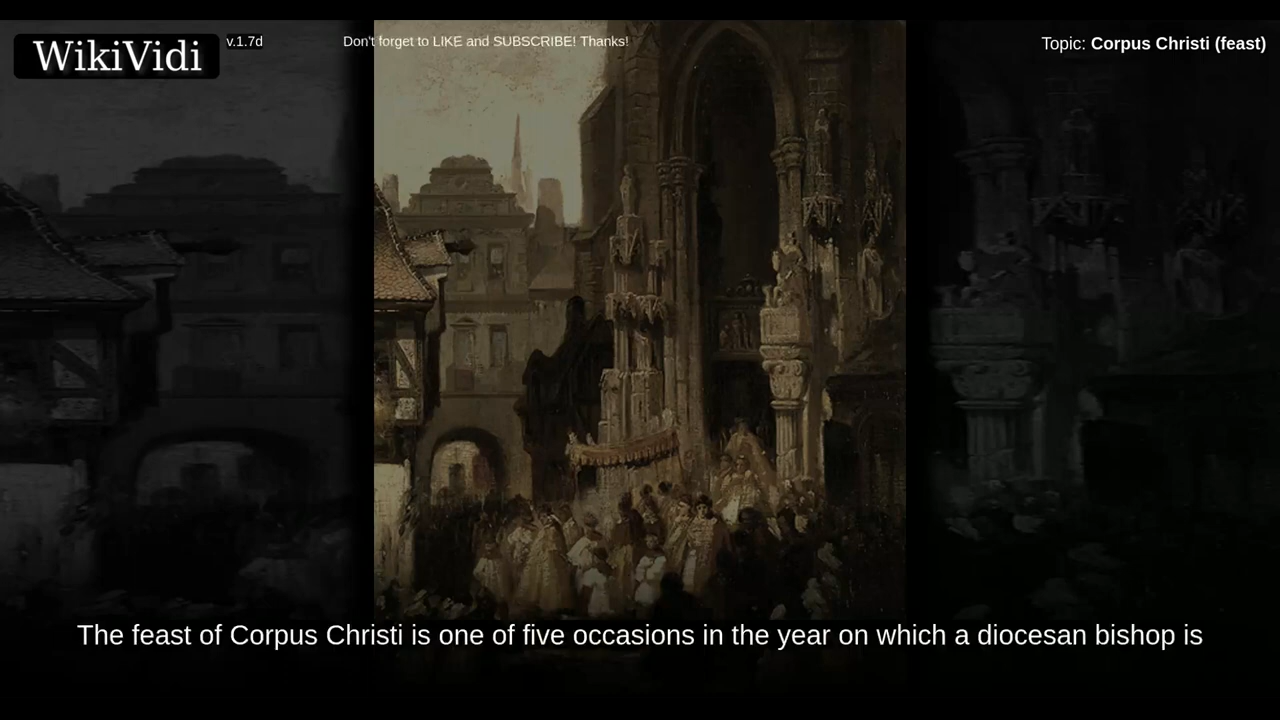 WikiVidi v.1.7d
Don't forget to LIKE and SUBSCRIBE! Thanks!
Topic: Corpus Christi (feast)
The feast of Corpus Christi is one of five occasions in the year on which a diocesan bishop is